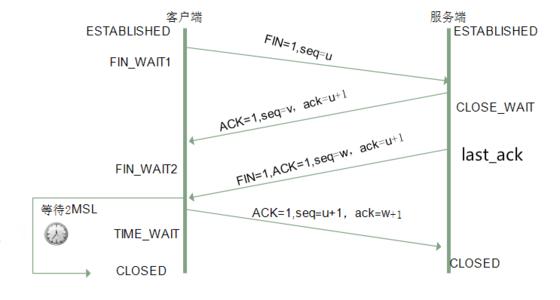 客户端
服务端
ESTABLISHED
ESTABLISHED
FIN=1,seq=u
FIN_WAIT1
ACK=1,seq=v，ack=u+1
CLOSE_WAIT
FIN_WAIT2
FIN=1,ACK=1,seq=w，ack=u+1
last_ack
等待2MSL
ACK=1,seq=u+1，ack=w+1
TIME_WAIT
CLOSED
CLOSED